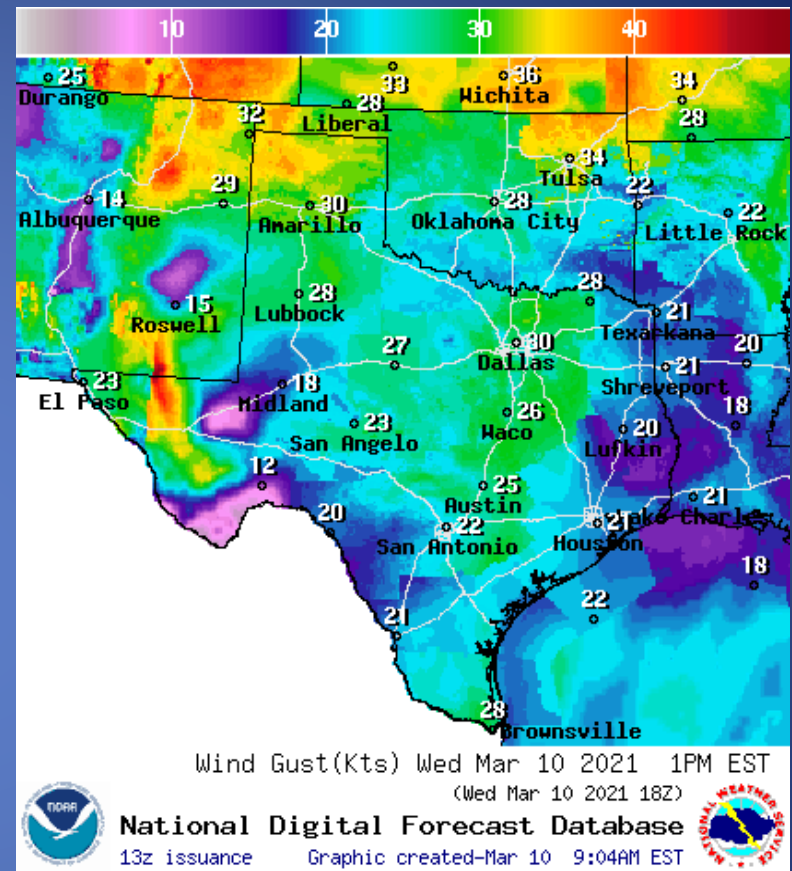 10 20 30 40
25 33 36 34
Durango Wichita
28 28
Liberal
32 34
Tulsa
14 29 30 28 22 22
Albuquerque Amarillo Oklahoma City Little Rock
15 28 28 21
Roswell Lubbock Texarkana
27 30 21 20
Dallas
23 18 Shreveport
El Paso Midland
23 26 20 18
San Angelo Waco Lufkin
12 25 21
Austin
20 22 21 Lake Charles
San Antonio Houston
18
21 22
28
Brownsville
Wind Gust(Kts) Wed Mar 10 2021 1PM EST
(Wed Mar 10 2021 18Z)
NOAA
NATIONAL WEATHER SERVICE
National Digital Forecast Database
13z issuance Graphic created-Mar 10 9:04AM EST